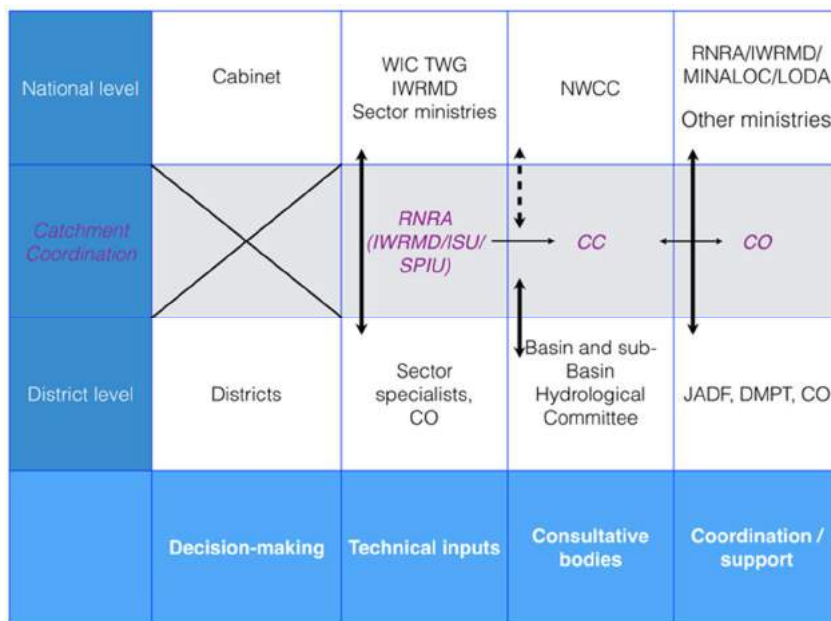 National level
Cabinet
WIC TWG
IWRMD
Sector ministries
NWCC
RNRA/IWRMD/
MINALOC/LODA
Other ministries
Catchment
Coordination
RNRA
(IWRMD/ISU/
SPIU)
CC
CO
District level
Districts
Sector
specialists,
CO
Basin and sub-
Basin
Hydrological
Committee
JADF, DMPT, CO
Decision-making
Technical inputs
Consultative
bodies
Coordination /
support